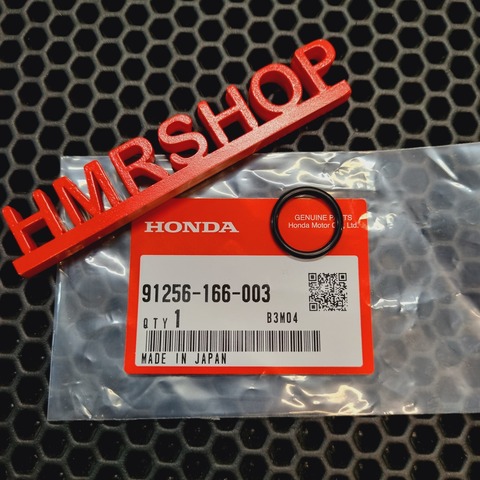 HMRSHOP
HONDA
GENUINE PARTS
Honda Motor Co., Ltd.
91256-166-003
QTY 1
B3M04
MADE IN JAPAN